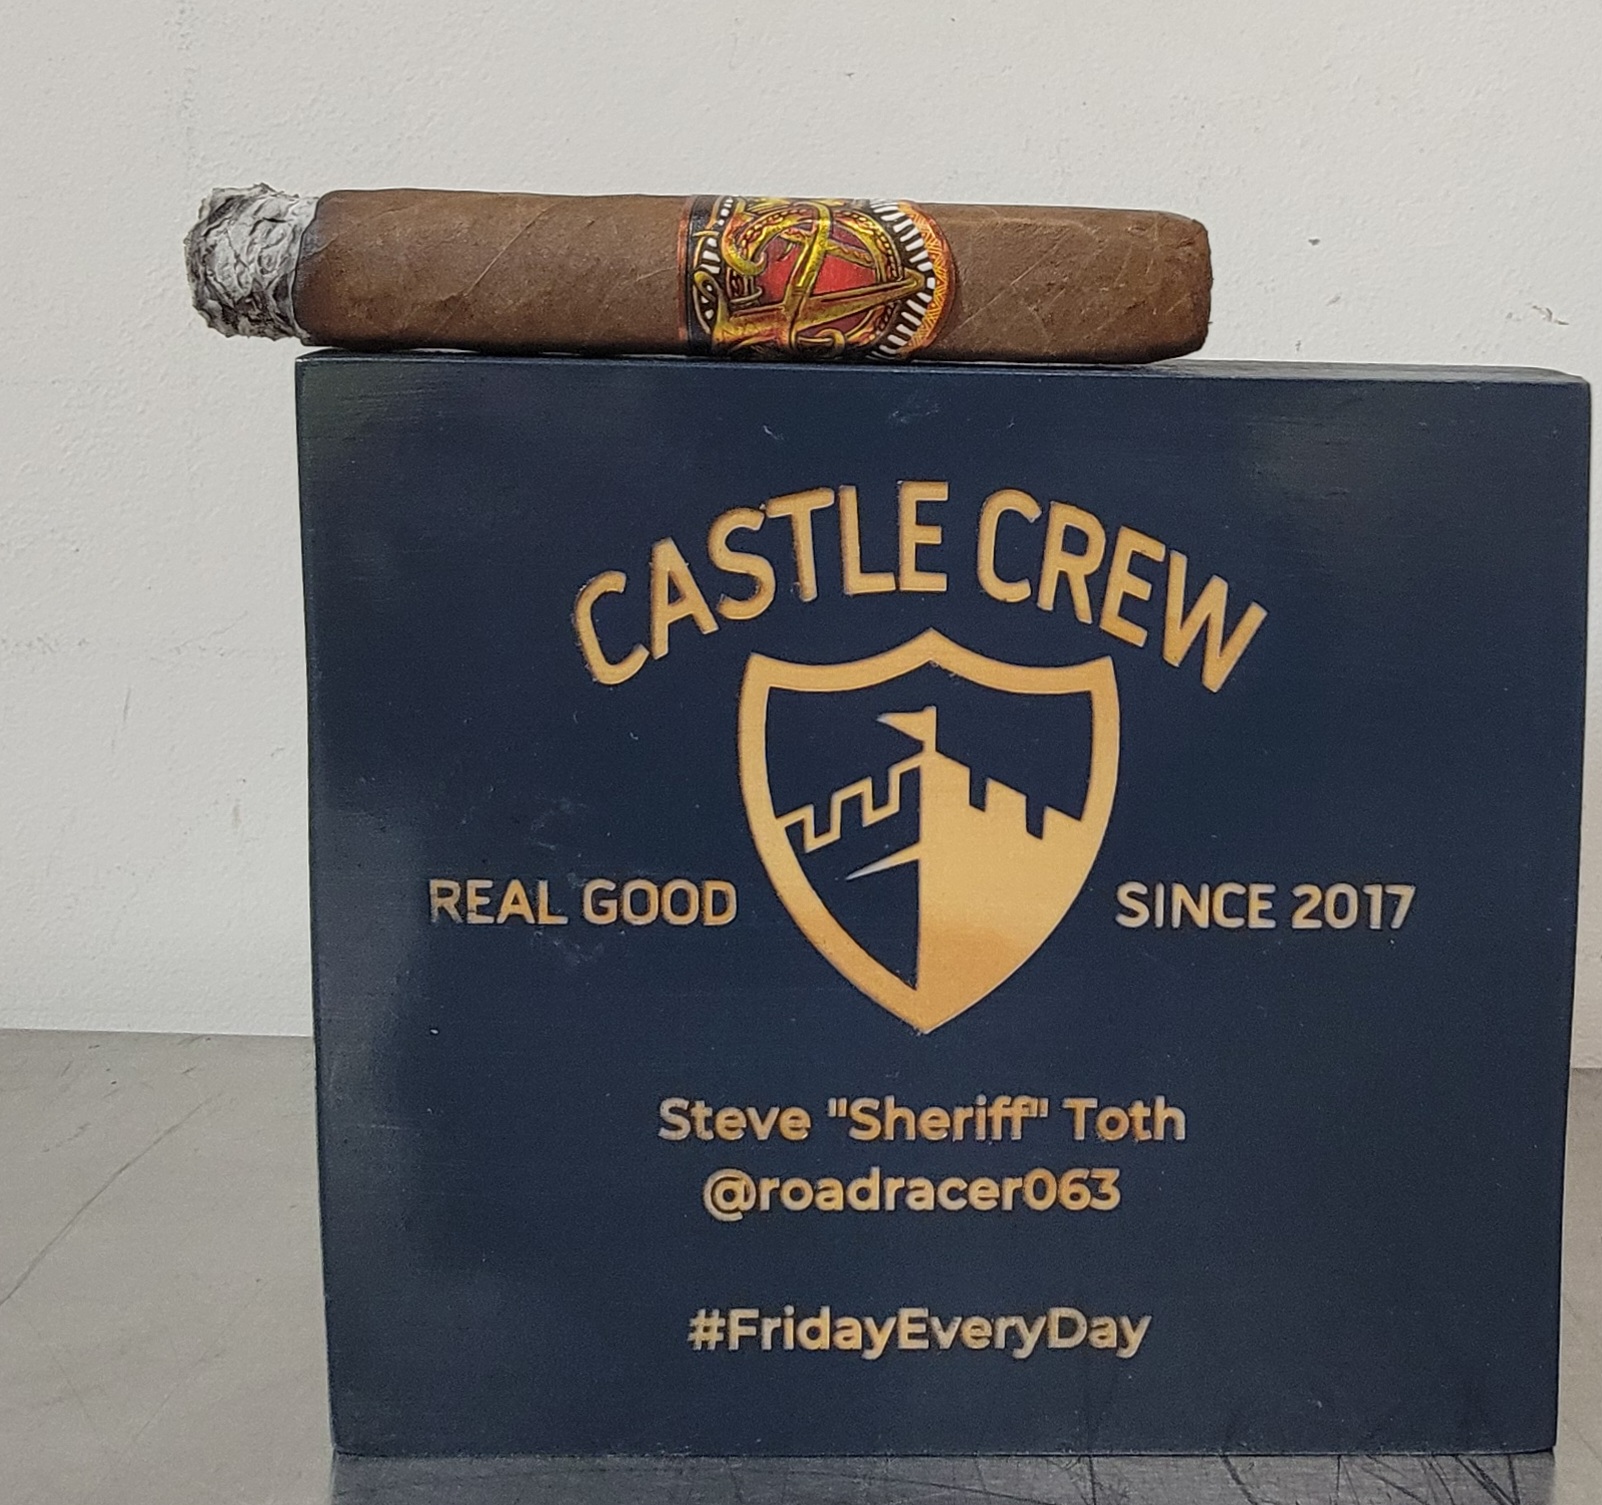 CASTLE CREW
REAL GOOD
SINCE 2017
Steve "Sheriff" Toth
@roadracer063
#FridayEveryDay